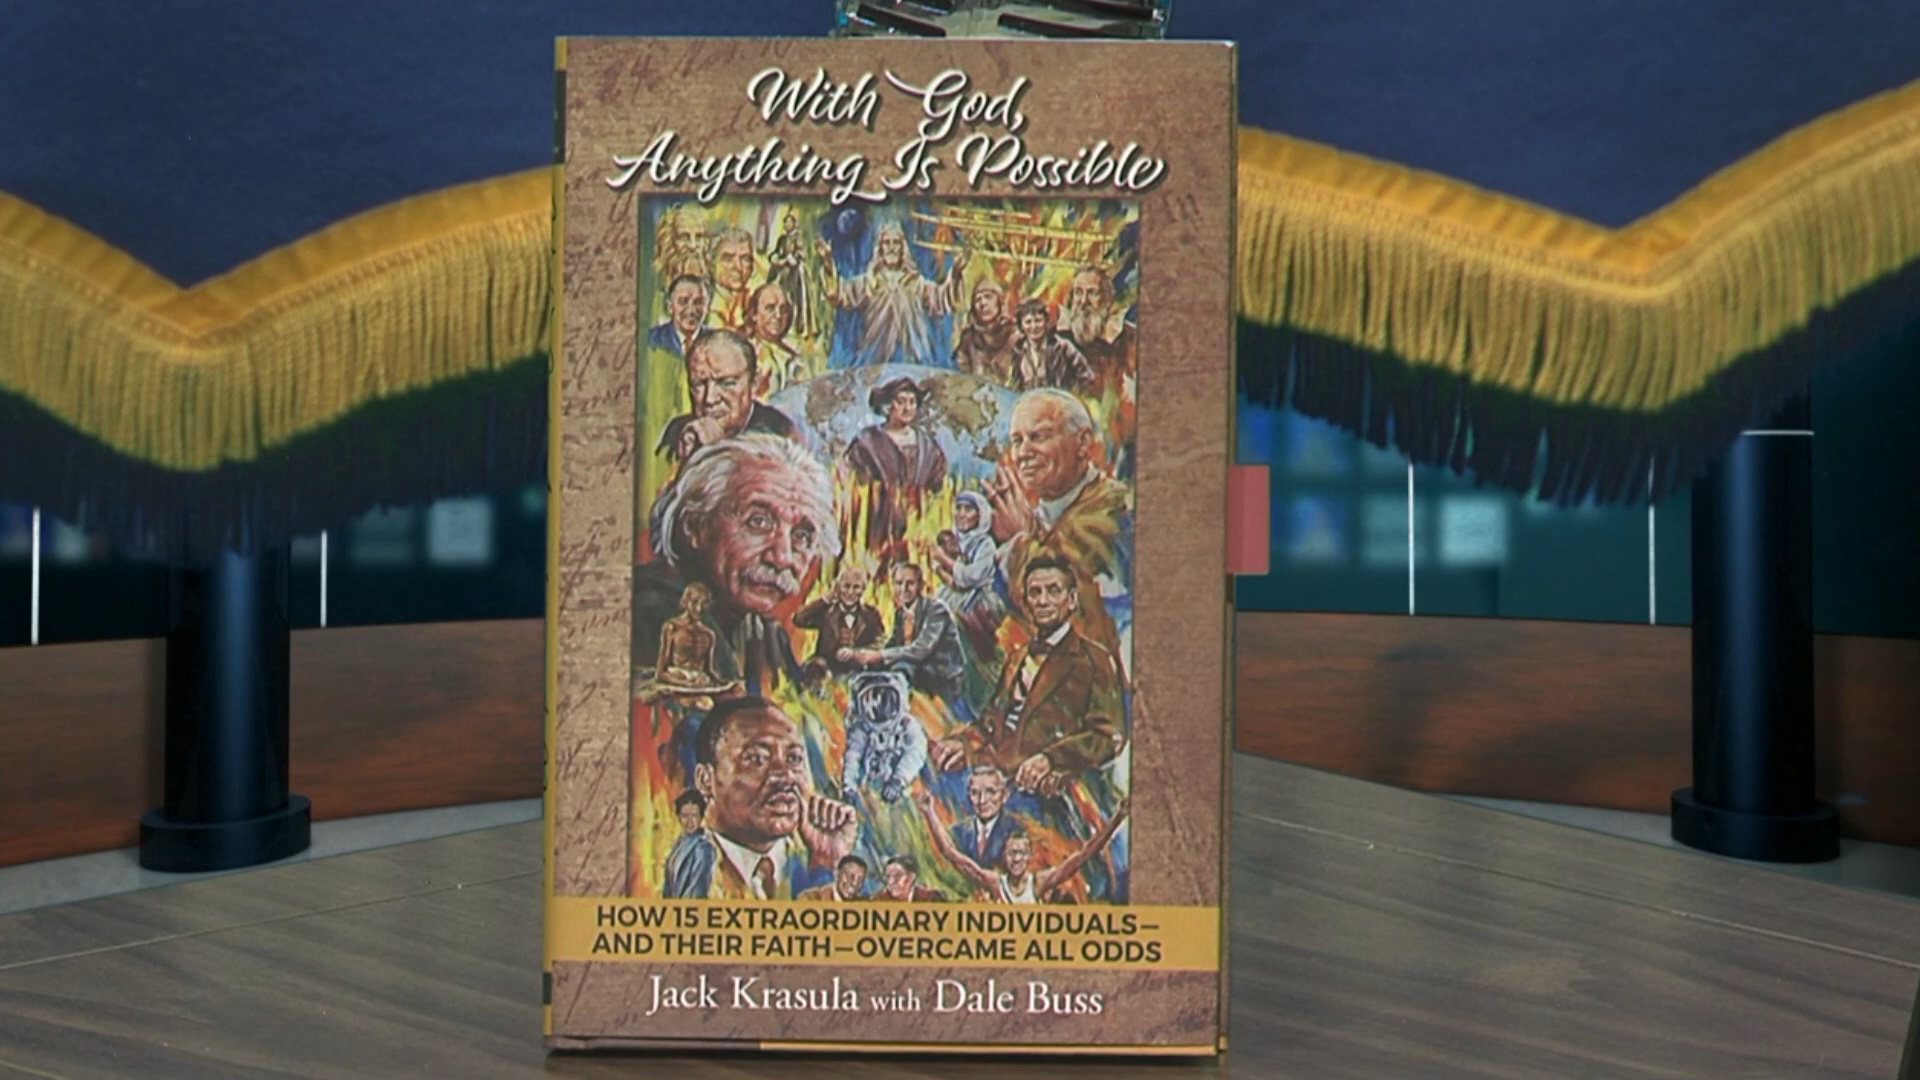 With God,
Anything Is Possible
HOW 15 EXTRAORDINARY INDIVIDUALS—
AND THEIR FAITH—OVERCAME ALL ODDS
Jack Krasula with Dale Buss